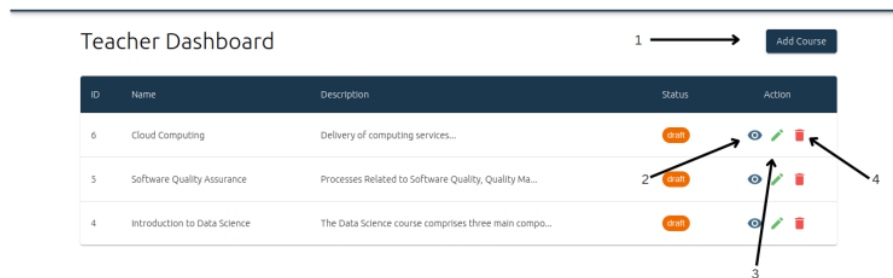 Teacher Dashboard 1 Add Course
ID Name Description Status Action
6 Cloud Computing Delivery of computing services... draft
2 4
5 Software Quality Assurance Processes Related to Software Quality, Quality Ma... draft
4 Introduction to Data Science The Data Science course comprises three main compo... draft
3